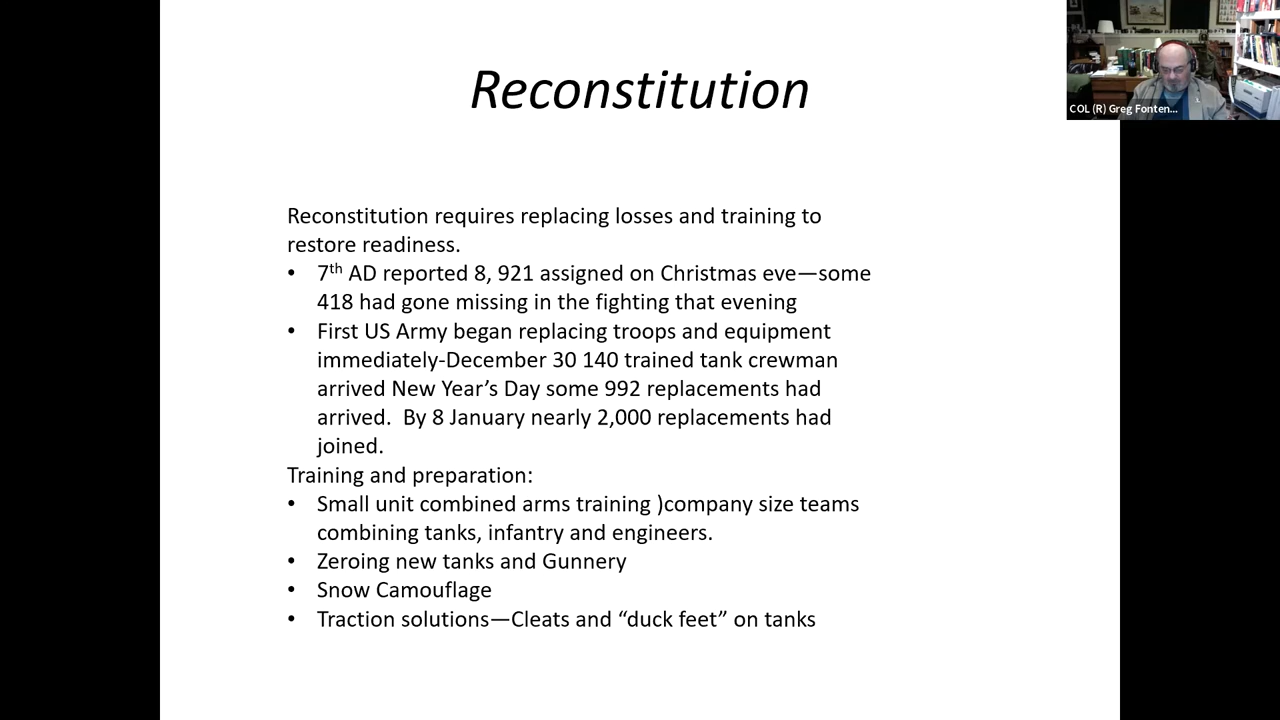 Reconstitution
COL (R) Greg Fonten...
Reconstitution requires replacing losses and training to
restore readiness.
• 7th AD reported 8, 921 assigned on Christmas eve—some
418 had gone missing in the fighting that evening
• First US Army began replacing troops and equipment
immediately-December 30 140 trained tank crewman
arrived New Year’s Day some 992 replacements had
arrived.  By 8 January nearly 2,000 replacements had
joined.
Training and preparation:
• Small unit combined arms training )company size teams
combining tanks, infantry and engineers.
• Zeroing new tanks and Gunnery
• Snow Camouflage
• Traction solutions—Cleats and “duck feet” on tanks